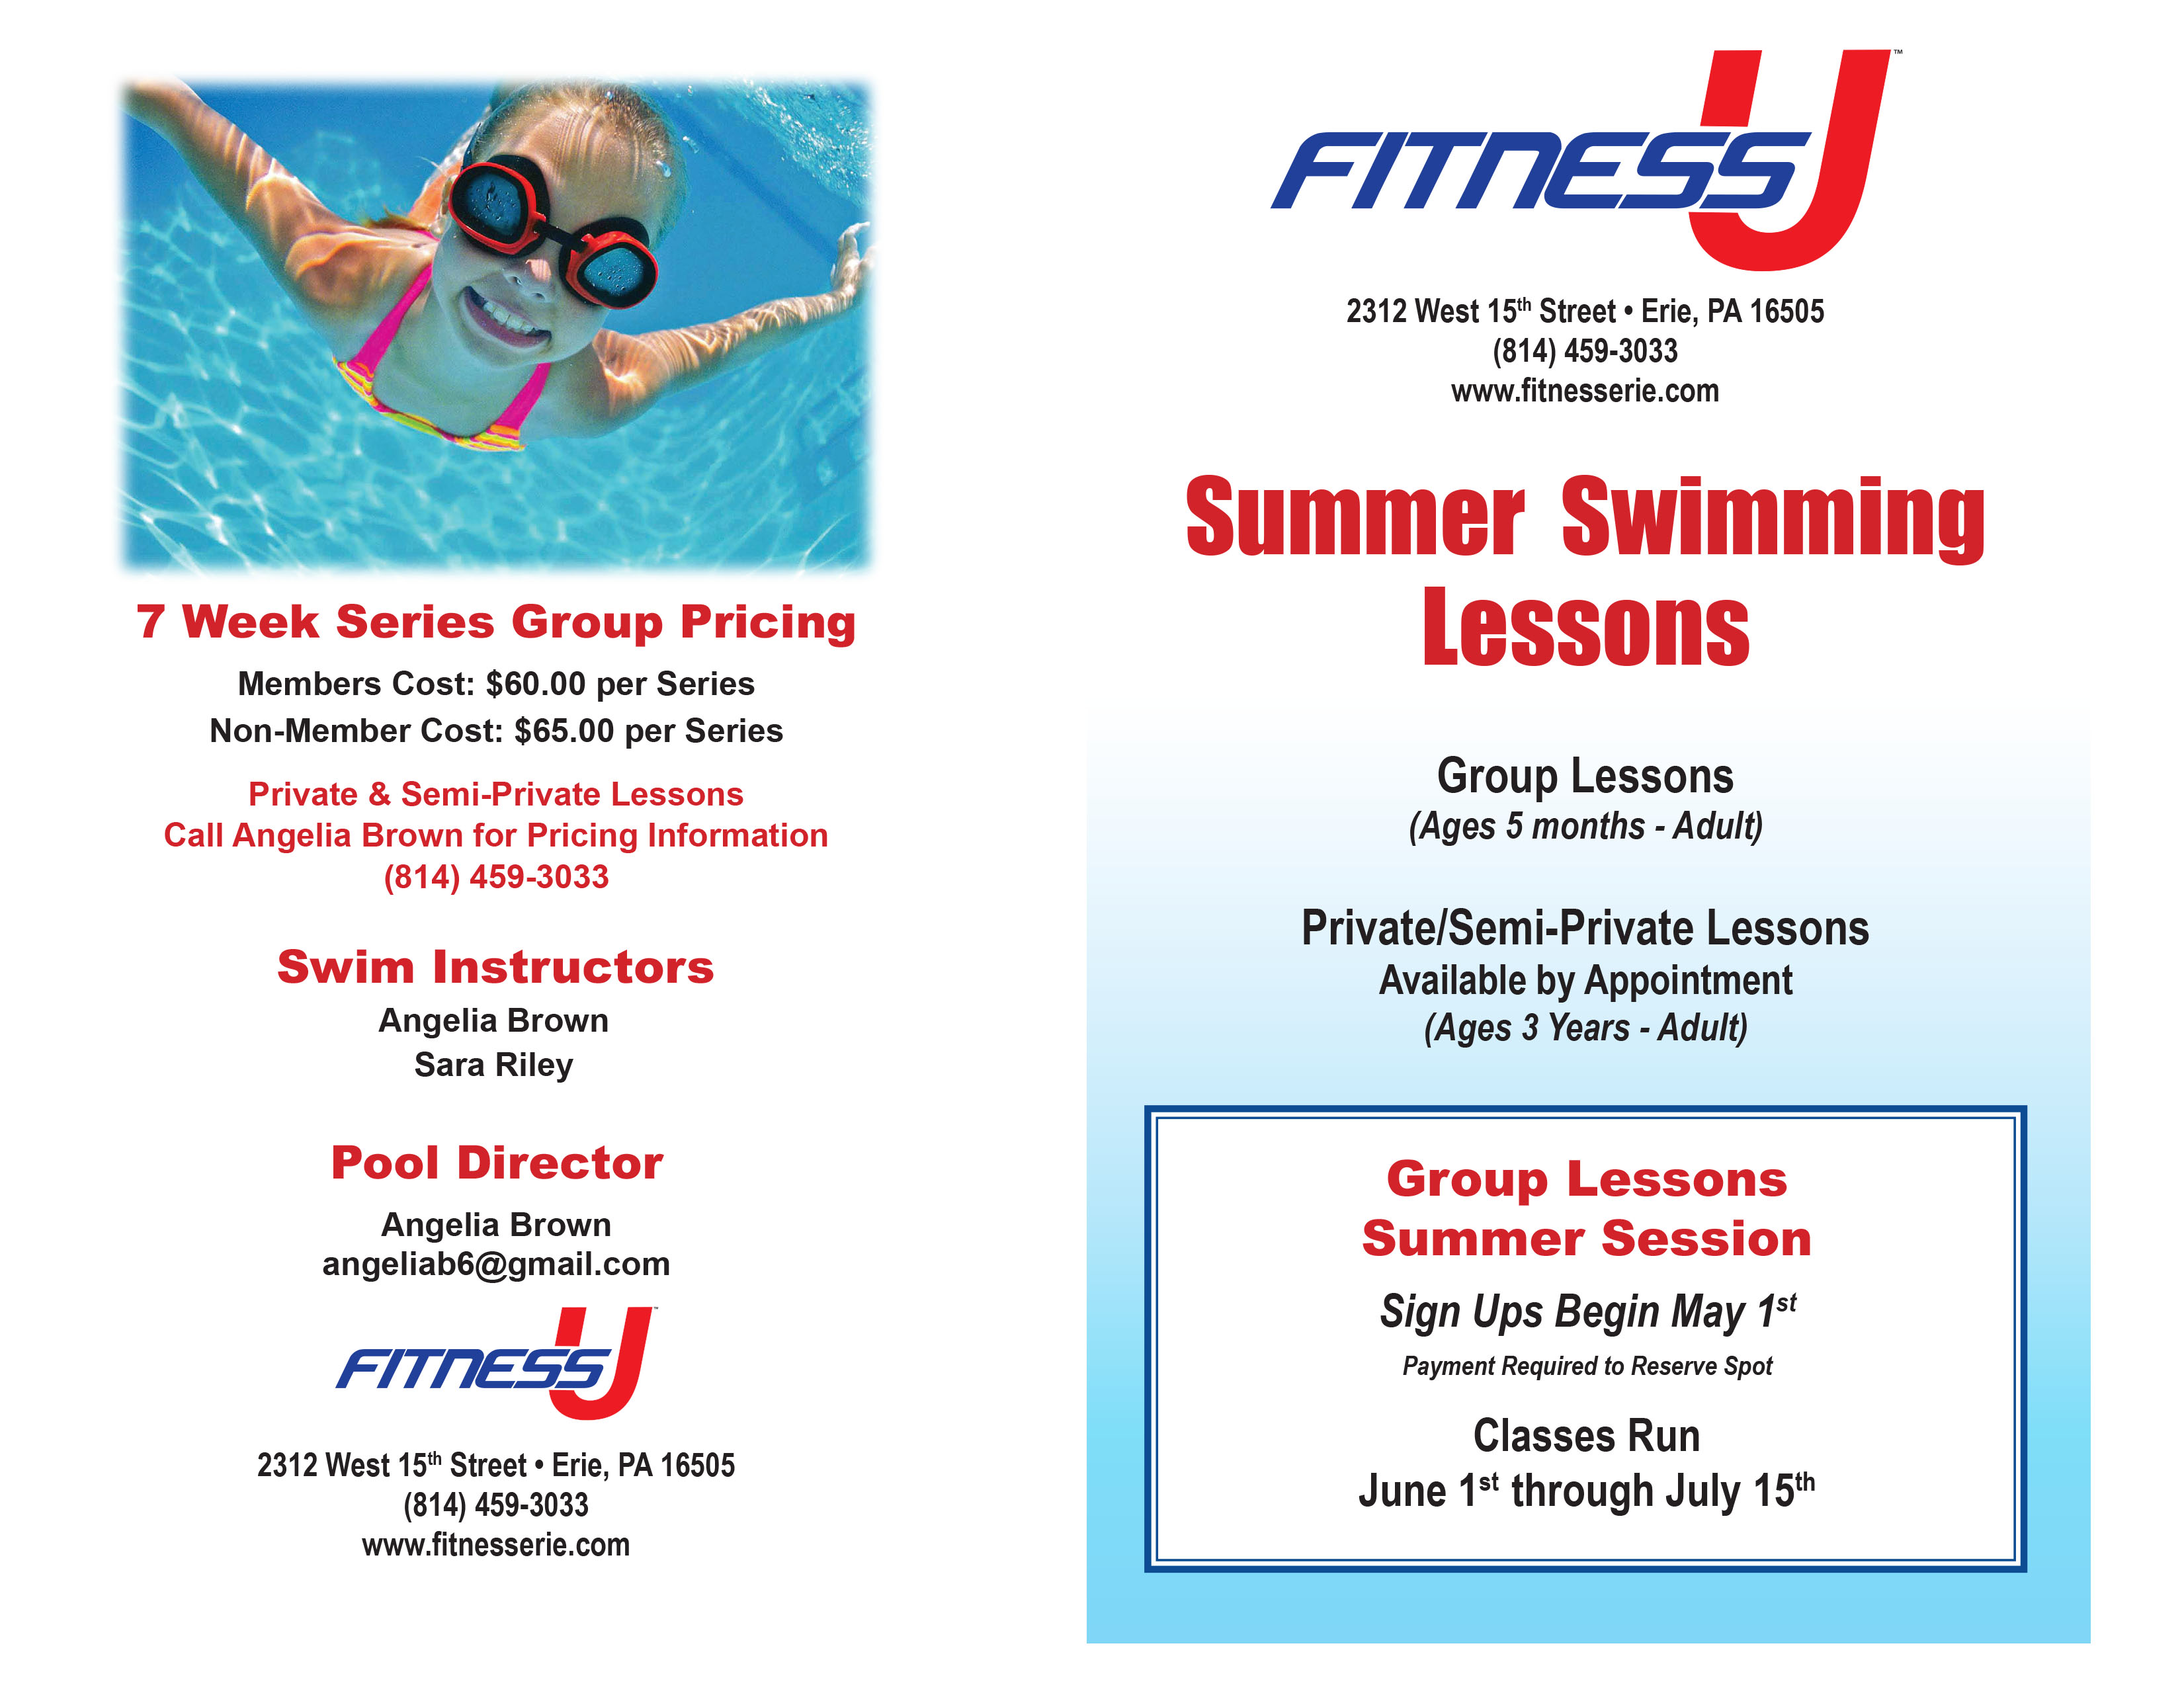 7 Week Series Group Pricing
Members Cost: $60.00 per Series
Non-Member Cost: $65.00 per Series
Private & Semi-Private Lessons
Call Angelia Brown for Pricing Information
(814) 459-3033
Swim Instructors
Angelia Brown
Sara Riley
Pool Director
Angelia Brown
angeliab6@gmail.com
FITNESS U™
2312 West 15th Street • Erie, PA 16505
(814) 459-3033
www.fitnesserie.com
FITNESS U™
2312 West 15th Street • Erie, PA 16505
(814) 459-3033
www.fitnesserie.com
Summer Swimming
Lessons
Group Lessons
(Ages 5 months - Adult)
Private/Semi-Private Lessons
Available by Appointment
(Ages 3 Years - Adult)
Group Lessons
Summer Session
Sign Ups Begin May 1st
Payment Required to Reserve Spot
Classes Run
June 1st through July 15th